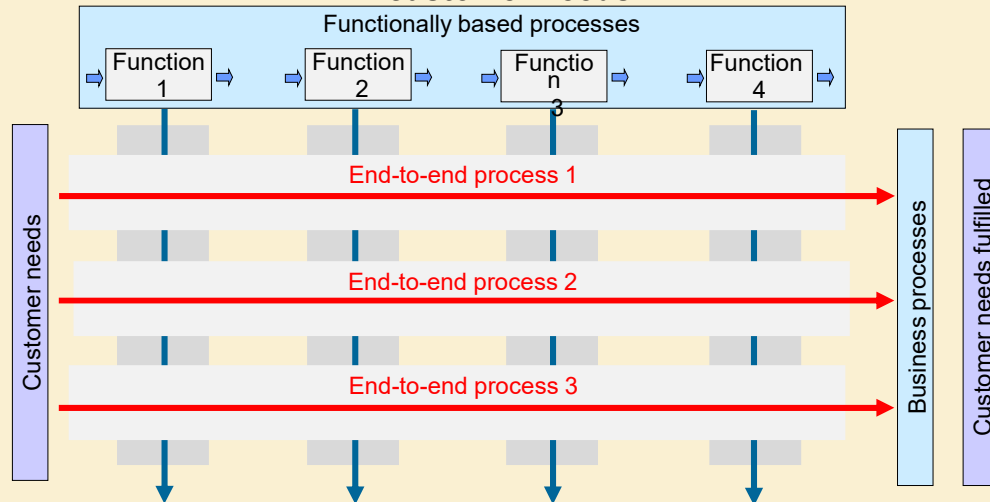 Functionally based processes
Function
1
Function
2
Functio
n
3
Function
4
End-to-end process 1
End-to-end process 2
End-to-end process 3
Customer needs
Business processes
Customer needs fulfilled